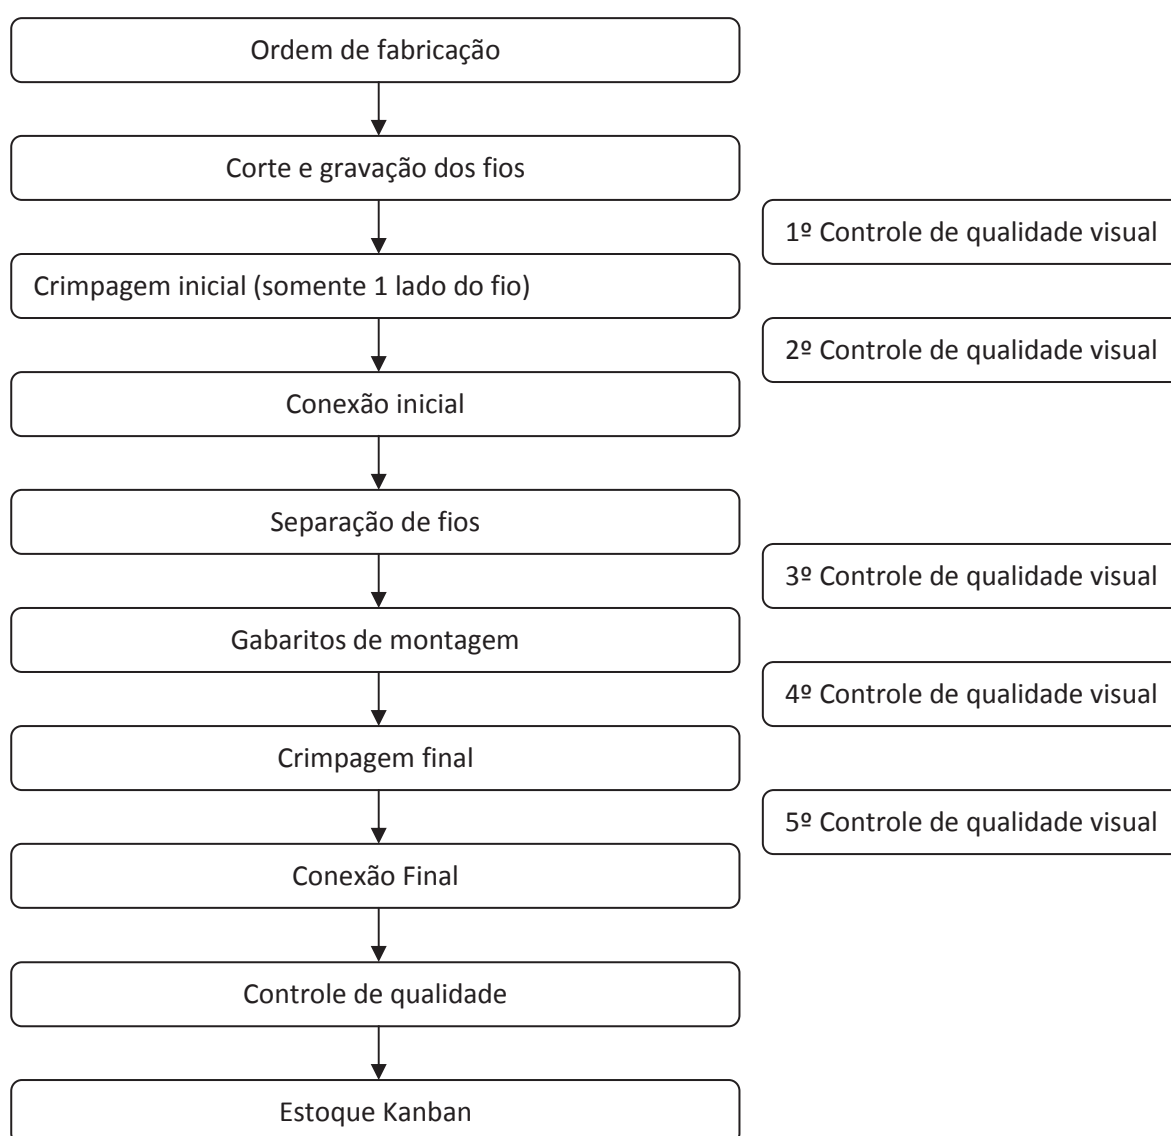 Ordem de fabricação
Corte e gravação dos fios
1º Controle de qualidade visual
Crimpagem inicial (somente 1 lado do fio)
2º Controle de qualidade visual
Conexão inicial
Separação de fios
3º Controle de qualidade visual
Gabaritos de montagem
4º Controle de qualidade visual
Crimpagem final
5º Controle de qualidade visual
Conexão Final
Controle de qualidade
Estoque Kanban